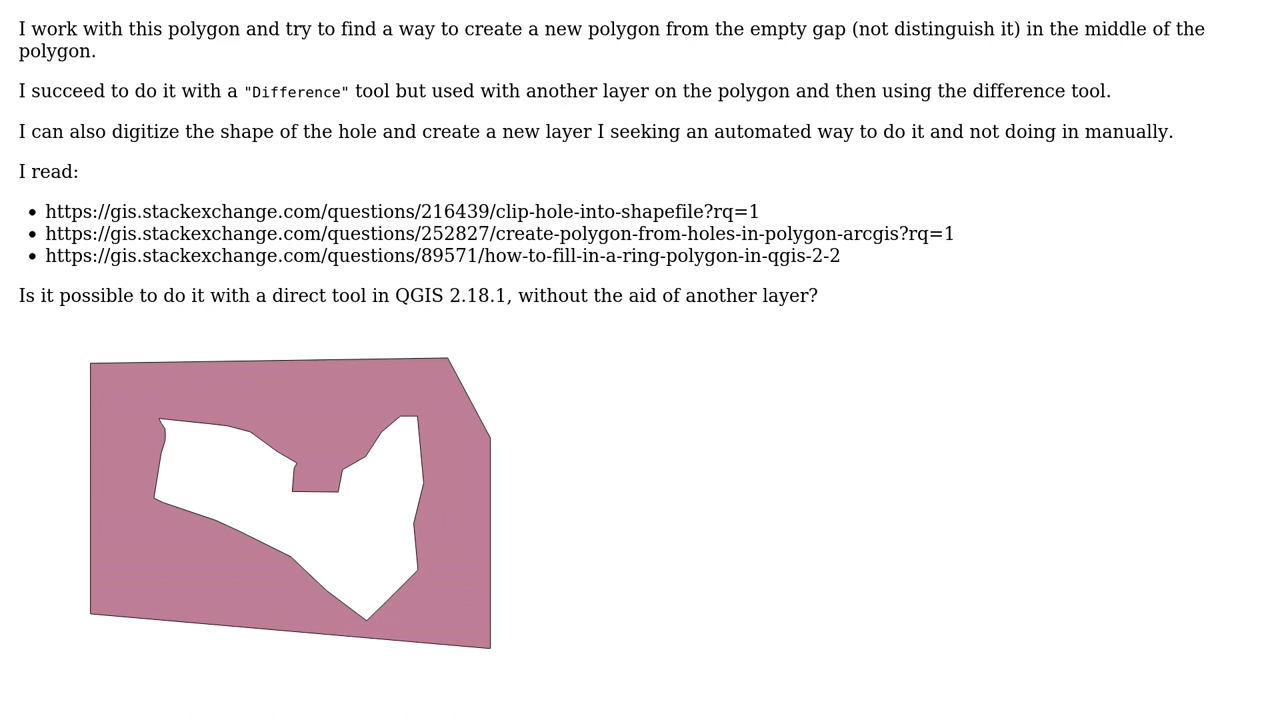 I work with this polygon and try to find a way to create a new polygon from the empty gap (not distinguish it) in the middle of the
polygon.
I succeed to do it with a "Difference" tool but used with another layer on the polygon and then using the difference tool.
I can also digitize the shape of the hole and create a new layer I seeking an automated way to do it and not doing in manually.
I read:
• https://gis.stackexchange.com/questions/216439/clip-hole-into-shapefile?rq=1
• https://gis.stackexchange.com/questions/252827/create-polygon-from-holes-in-polygon-arcgis?rq=1
• https://gis.stackexchange.com/questions/89571/how-to-fill-in-a-ring-polygon-in-qgis-2-2
Is it possible to do it with a direct tool in QGIS 2.18.1, without the aid of another layer?